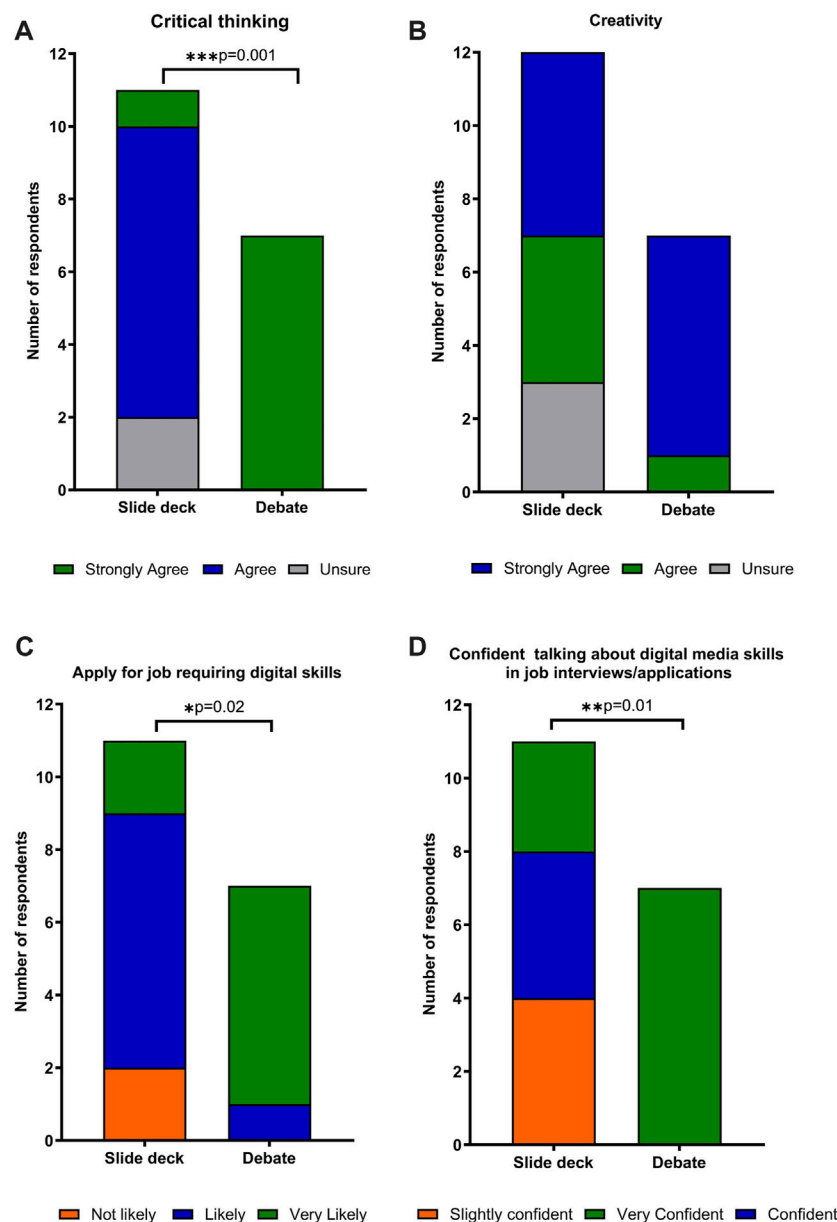 A
Critical thinking
***p=0.001
Number of respondents
12
10
8
6
4
2
0
Slide deck
Debate
Strongly Agree
Agree
Unsure
B
Creativity
Number of respondents
12
10
8
6
4
2
0
Slide deck
Debate
Strongly Agree
Agree
Unsure
C
Apply for job requiring digital skills
*p=0.02
Number of respondents
12
10
8
6
4
2
0
Slide deck
Debate
Not likely
Likely
Very Likely
D
Confident talking about digital media skills
in job interviews/applications
**p=0.01
Number of respondents
12
10
8
6
4
2
0
Slide deck
Debate
Slightly confident
Very Confident
Confident